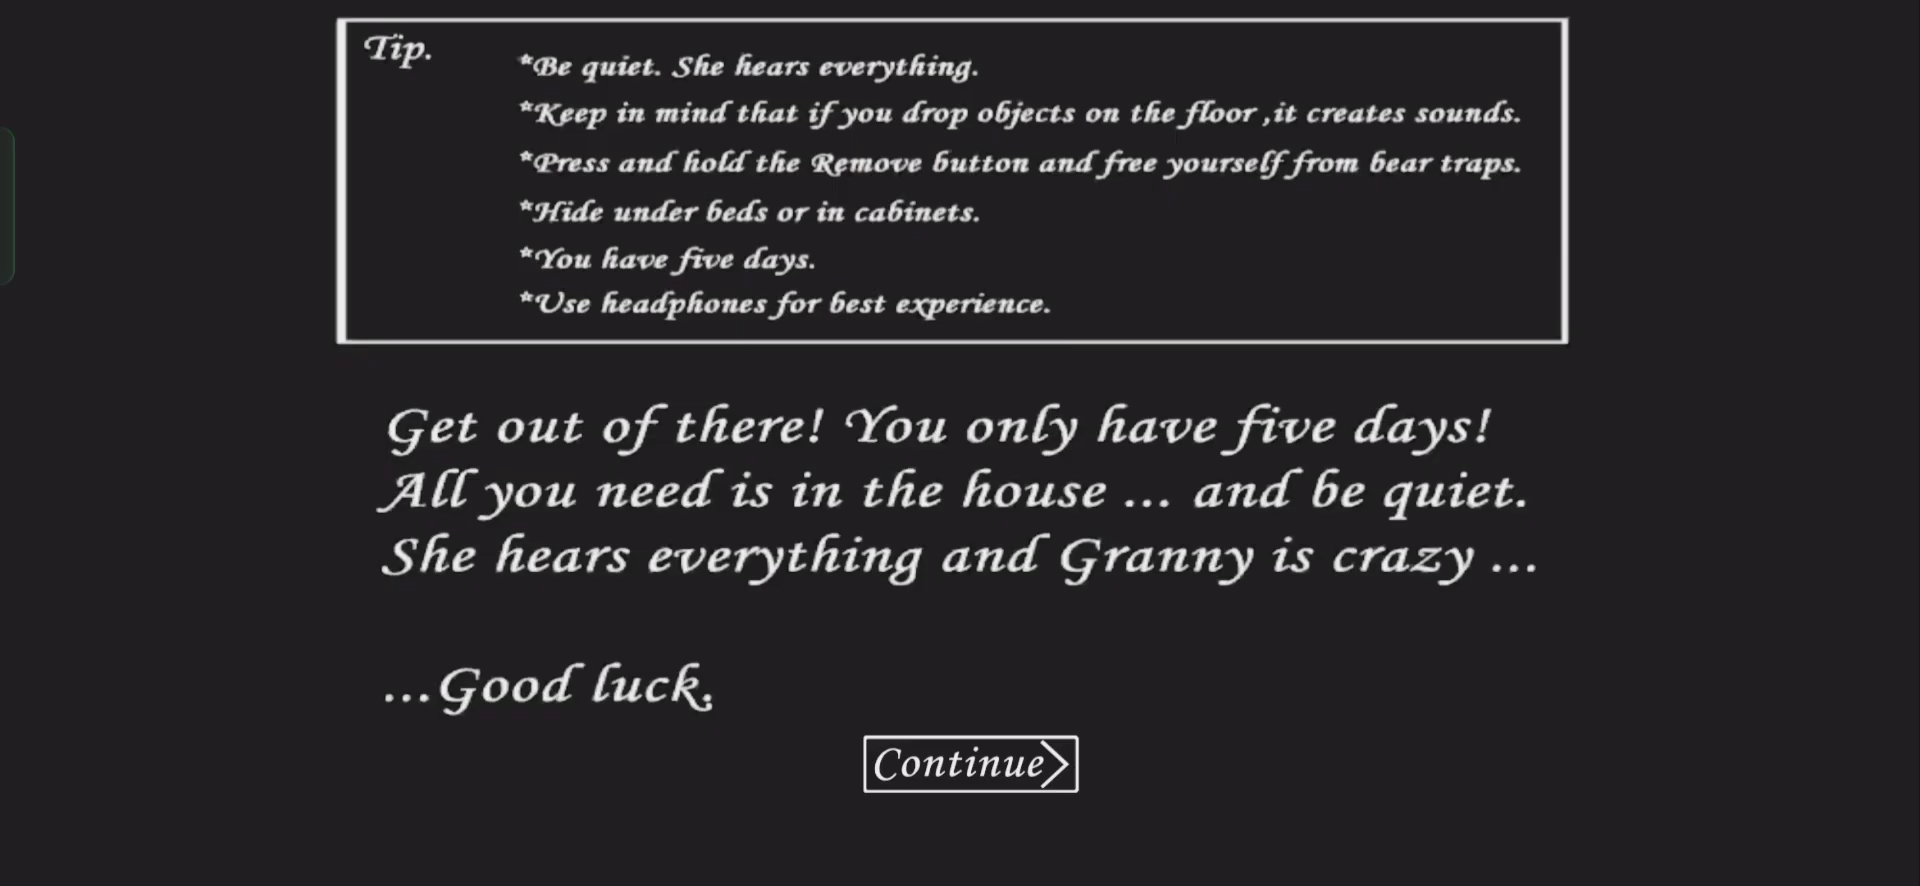 Tip.
*Be quiet. She hears everything.
*Keep in mind that if you drop objects on the floor ,it creates sounds.
*Press and hold the Remove button and free yourself from bear traps.
*Hide under beds or in cabinets.
*You have five days.
*Use headphones for best experience.
Get out of there! You only have five days!
All you need is in the house ... and be quiet.
She hears everything and Granny is crazy ...
...Good luck.
Continue>